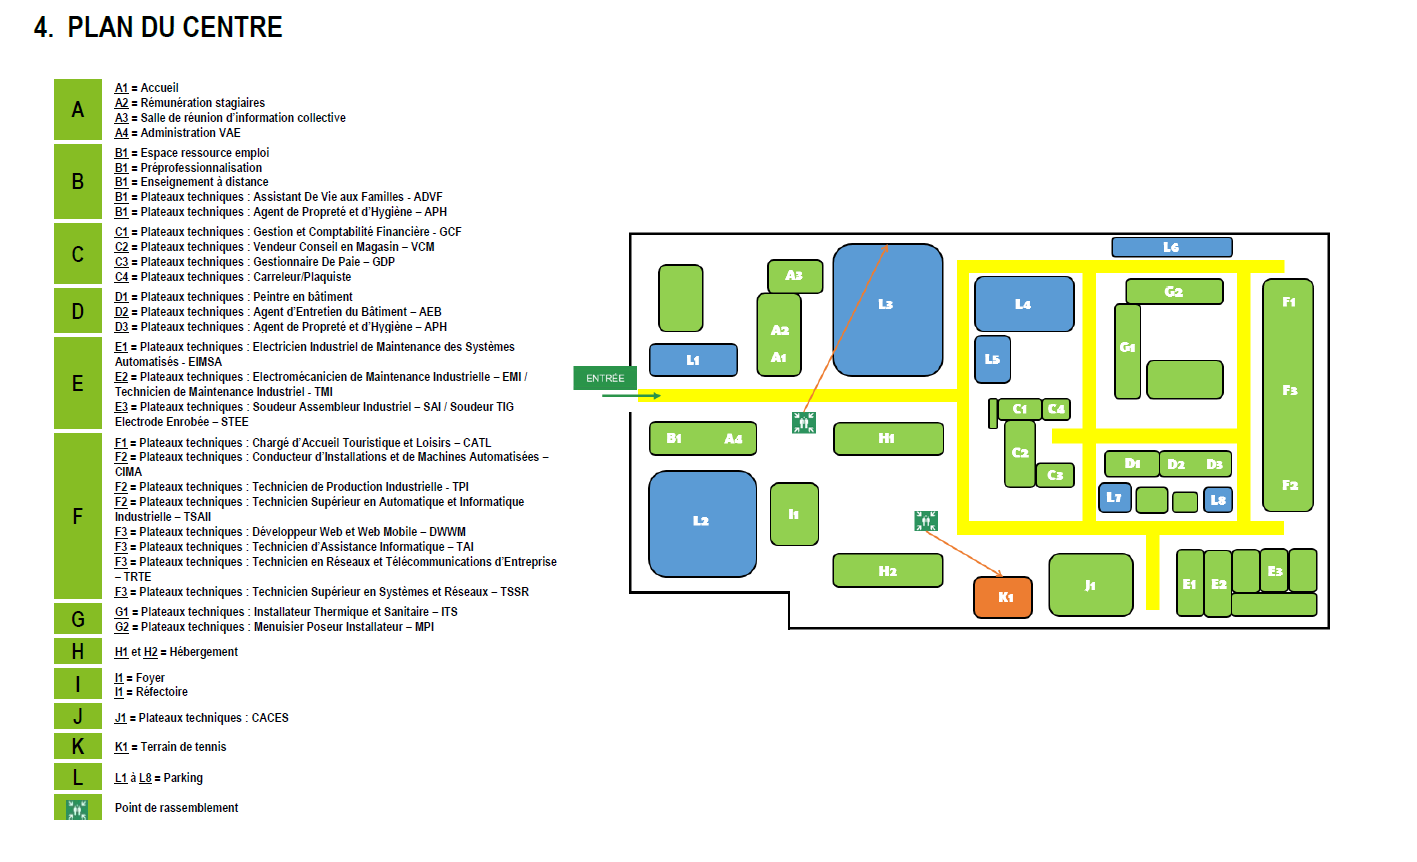 4. PLAN DU CENTRE
A
A1 = Accueil
A2 = Rémunération stagiaires
A3 = Salle de réunion d'information collective
A4 = Administration VAE
B
B1 = Espace ressource emploi
B1 = Préprofessionnalisation
B1 = Enseignement à distance
B1 = Plateaux techniques : Assistant De Vie aux Familles - ADVF
B1 = Plateaux techniques : Agent de Propreté et d'Hygiène – APH
C
C1 = Plateaux techniques : Gestion et Comptabilité Financière - GCF
C2 = Plateaux techniques : Vendeur Conseil en Magasin – VCM
C3 = Plateaux techniques : Gestionnaire De Paie – GDP
C4 = Plateaux techniques : Carreleur/Plaquiste
D
D1 = Plateaux techniques : Peintre en bâtiment
D2 = Plateaux techniques : Agent d'Entretien du Bâtiment – AEB
D3 = Plateaux techniques : Agent de Propreté et d'Hygiène – APH
E
E1 = Plateaux techniques : Electricien Industriel de Maintenance des Systèmes
Automatisés - EIMSA
E2 = Plateaux techniques : Electromécanicien de Maintenance Industrielle – EMI /
Technicien de Maintenance Industriel - TMI
E3 = Plateaux techniques : Soudeur Assembleur Industriel – SAI / Soudeur TIG
Electrode Enrobée – STEE
F
F1 = Plateaux techniques : Chargé d'Accueil Touristique et Loisirs – CATL
F2 = Plateaux techniques : Conducteur d'Installations et de Machines Automatisées –
CIMA
F2 = Plateaux techniques : Technicien de Production Industrielle - TPI
F2 = Plateaux techniques : Technicien Supérieur en Automatique et Informatique
Industrielle – TSAII
F3 = Plateaux techniques : Développeur Web et Web Mobile – DWWM
F3 = Plateaux techniques : Technicien d'Assistance Informatique – TAI
F3 = Plateaux techniques : Technicien en Réseaux et Télécommunications d'Entreprise
– TRTE
F3 = Plateaux techniques : Technicien Supérieur en Systèmes et Réseaux – TSSR
G
G1 = Plateaux techniques : Installateur Thermique et Sanitaire – ITS
G2 = Plateaux techniques : Menuisier Poseur Installateur – MPI
H
H1 et H2 = Hébergement
I
I1 = Foyer
I1 = Réfectoire
J
J1 = Plateaux techniques : CACES
K
K1 = Terrain de tennis
L
L1 à L8 = Parking
Point de rassemblement
L6
A3
G2
F1
L3
L4
A2
G1
A1
L1
L5
ENTRÉE
F3
C1 C4
B1 A4
H1
C2
D1 D2 D3
C3
F2
L7
L8
I1
L2
H2
E1 E2
E3
J1
K1